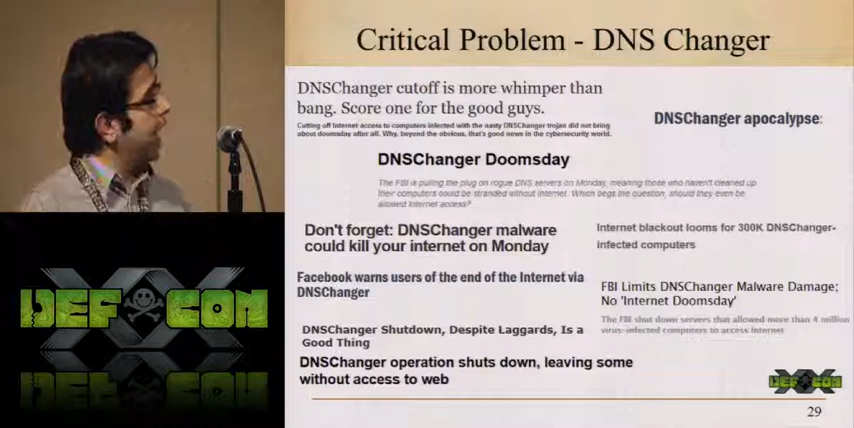 Critical Problem - DNS Changer
DNSChanger cutoff is more whimper than
bang. Score one for the good guys.
Cutting off Internet access to computers infected with the nasty DNSChanger trojan did not bring
about doomsday after all. Why, beyond the obvious, that's good news in the cybersecurity world.
DNSChanger apocalypse:
DNSChanger Doomsday
The FBI is pulling the plug on rogue DNS servers on Monday, meaning those who haven't cleaned up
their computers could be stranded without Internet. Which begs the question, should they even be
allowed Internet access?
Don't forget: DNSChanger malware
could kill your internet on Monday
Internet blackout looms for 300K DNSChanger-
infected computers
Facebook warns users of the end of the Internet via
DNSChanger
FBI Limits DNSChanger Malware Damage;
No 'Internet Doomsday'
The FBI shut down servers that allowed more than 4 million
virus-infected computers to access Internet
DNSChanger Shutdown, Despite Laggards, Is a
Good Thing
DNSChanger operation shuts down, leaving some
without access to web
29
XX
DEF CON
DEF CON